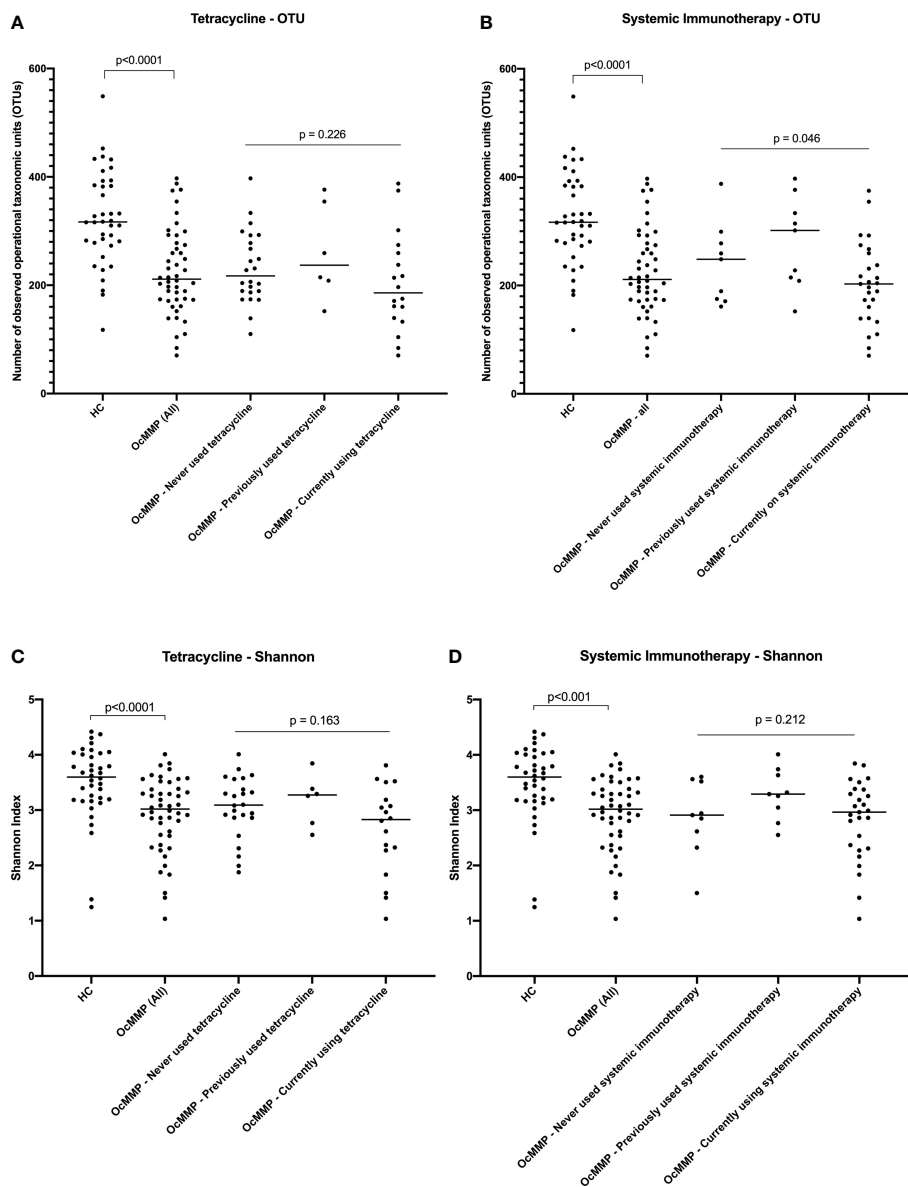 A
Tetracycline - OTU
Number of observed operational taxonomic units (OTUs)
600
400
200
0
p<0.0001
p = 0.226
HC
OcMMP (All)
OcMMP - Never used tetracycline
OcMMP - Previously used tetracycline
OcMMP - Currently using tetracycline
B
Systemic Immunotherapy - OTU
Number of observed operational taxonomic units (OTUs)
600
400
200
0
p<0.0001
p = 0.046
HC
OcMMP - all
OcMMP - Never used systemic immunotherapy
OcMMP - Previously used systemic immunotherapy
OcMMP - Currently on systemic immunotherapy
C
Tetracycline - Shannon
Shannon Index
5
4
3
2
1
0
p<0.0001
p = 0.163
HC
OcMMP (All)
OcMMP - Never used tetracycline
OcMMP - Previously used tetracycline
OcMMP - Currently using tetracycline
D
Systemic Immunotherapy - Shannon
Shannon Index
5
4
3
2
1
0
p<0.001
p = 0.212
HC
OcMMP (All)
OcMMP - Never used systemic immunotherapy
OcMMP - Previously used systemic immunotherapy
OcMMP - Currently using systemic immunotherapy